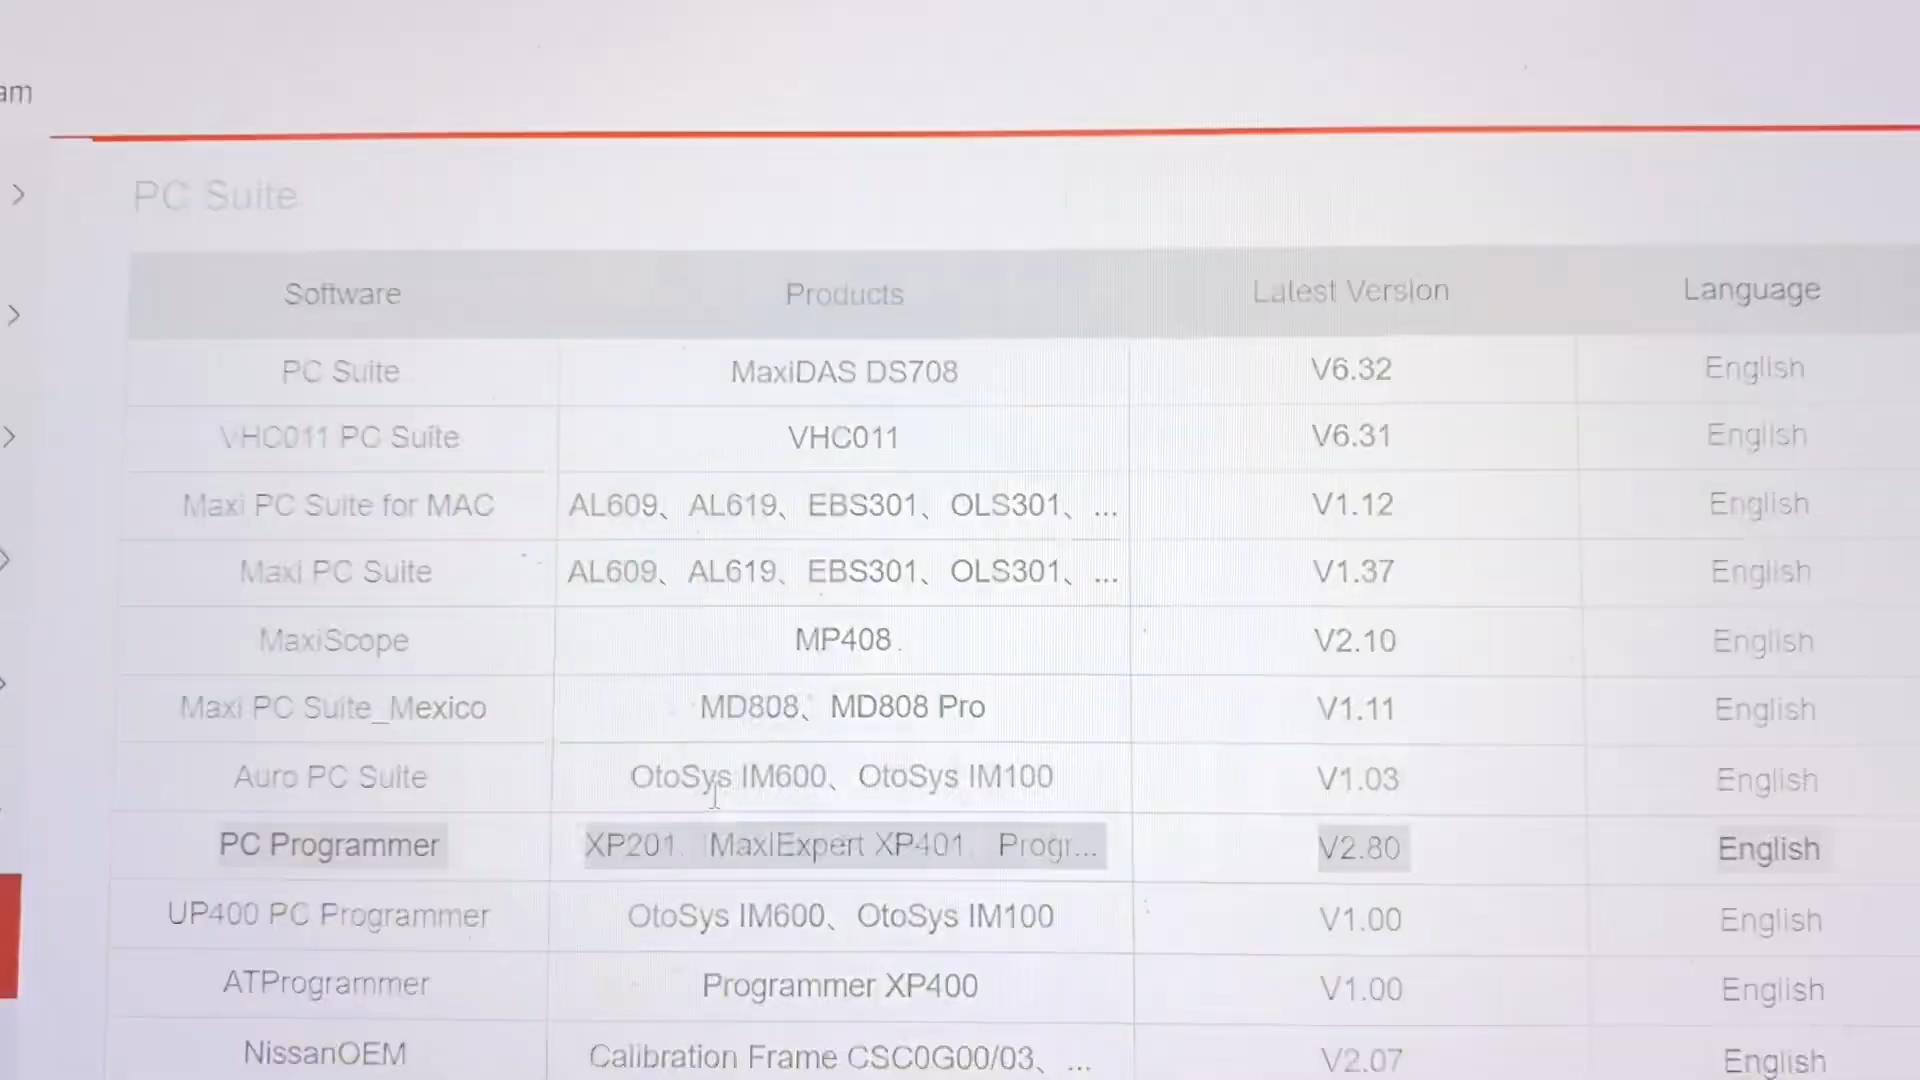 am
PC Suite
Software Products Latest Version Language
PC Suite MaxiDAS DS708 V6.32 English
VHC011 PC Suite VHC011 V6.31 English
Maxi PC Suite for MAC AL609、AL619、EBS301、OLS301、... V1.12 English
Maxi PC Suite AL609、AL619、EBS301、OLS301、... V1.37 English
MaxiScope MP408 V2.10 English
Maxi PC Suite_Mexico MD808、MD808 Pro V1.11 English
Auro PC Suite OtoSys IM600、OtoSys IM100 V1.03 English
PC Programmer XP201、MaxIExpert XP401、Progr... V2.80 English
UP400 PC Programmer OtoSys IM600、OtoSys IM100 V1.00 English
ATProgrammer Programmer XP400 V1.00 English
NissanOEM Calibration Frame CSC0G00/03、... V2.07 English